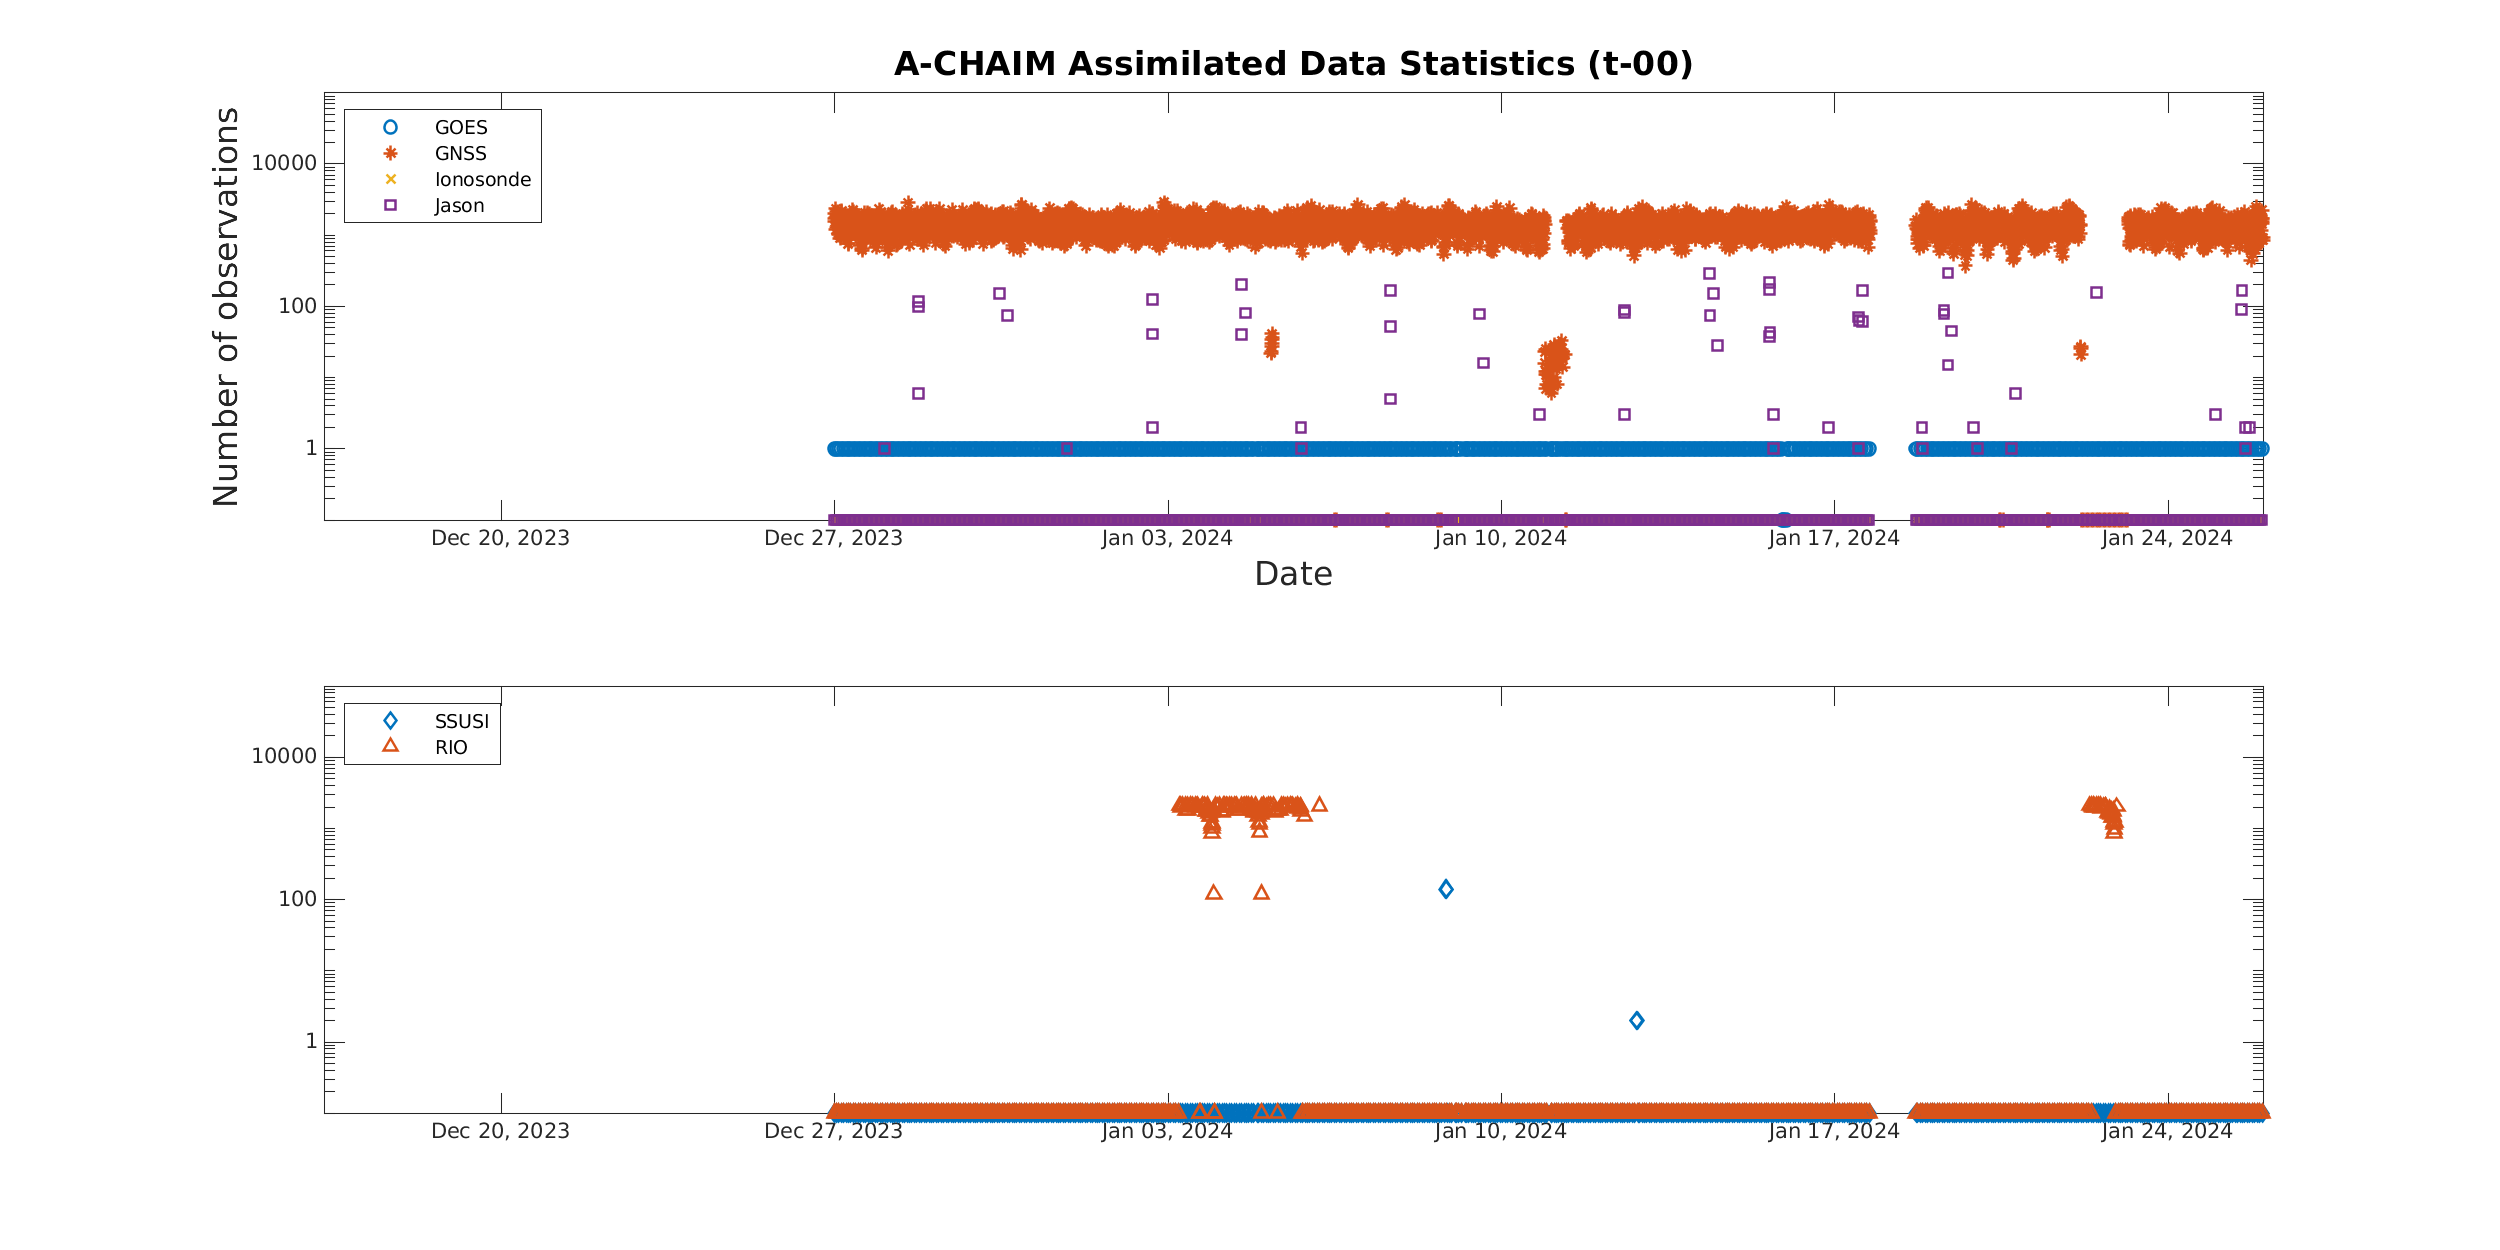 A-CHAIM Assimilated Data Statistics (t-00)
Number of observations
10000
100
1
GOES
GNSS
Ionosonde
Jason
Dec 20, 2023
Dec 27, 2023
Jan 03, 2024
Jan 10, 2024
Jan 17, 2024
Jan 24, 2024
Date
10000
100
1
SSUSI
RIO
Dec 20, 2023
Dec 27, 2023
Jan 03, 2024
Jan 10, 2024
Jan 17, 2024
Jan 24, 2024